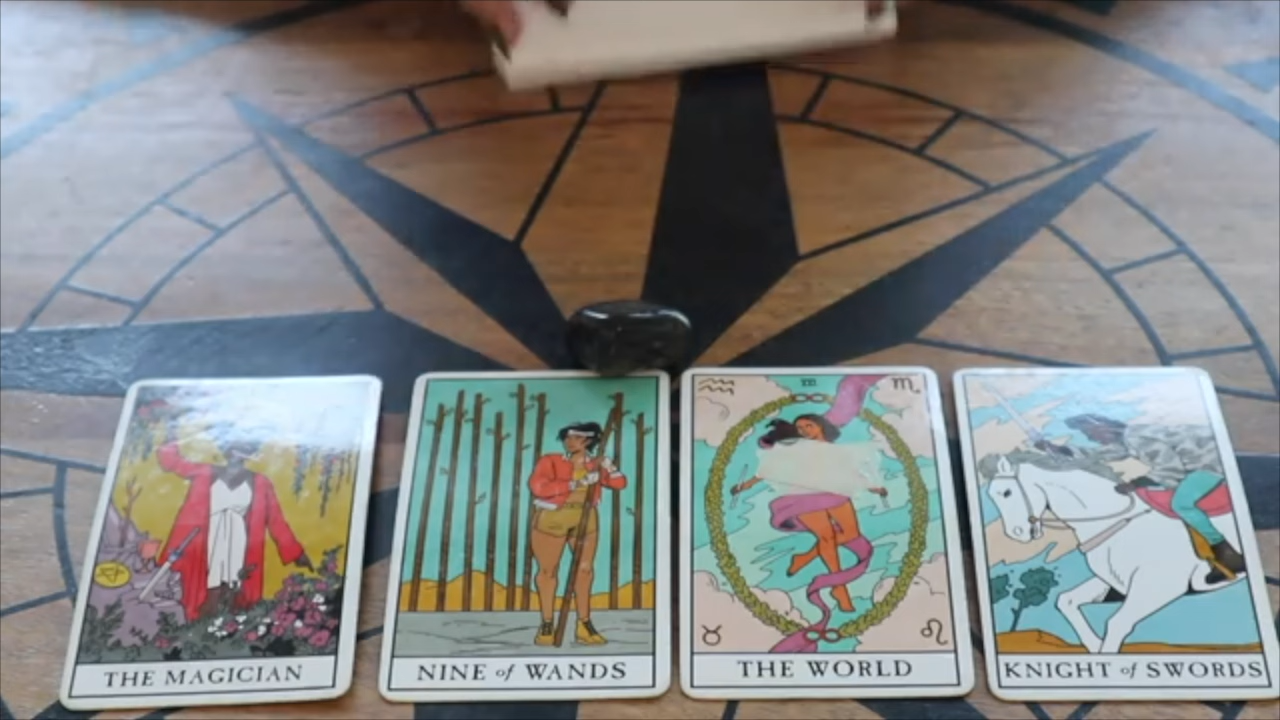 THE MAGICIAN
NINE of WANDS
THE WORLD
KNIGHT of SWORDS